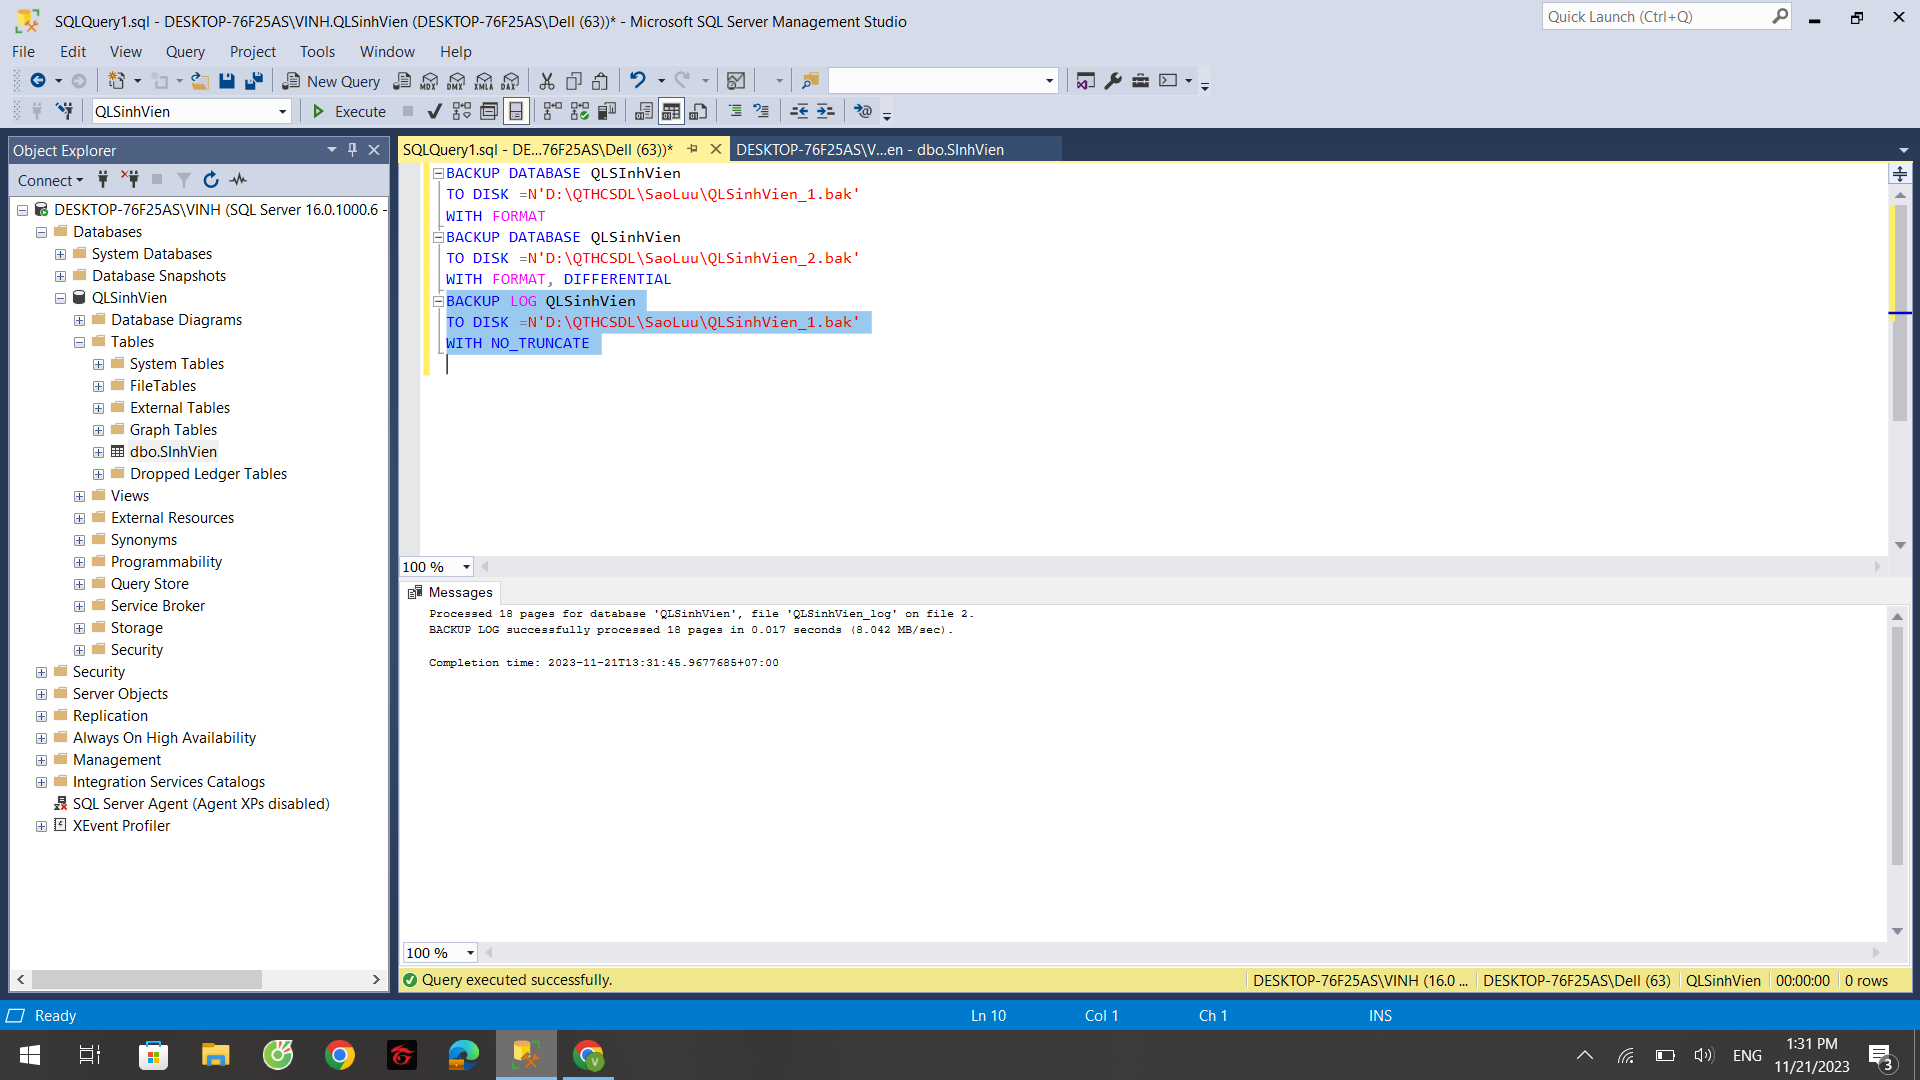 SQLQuery1.sql - DESKTOP-76F25AS\VINH.QLSinhVien (DESKTOP-76F25AS\Dell (63))* - Microsoft SQL Server Management Studio
Quick Launch (Ctrl+Q)
File Edit View Query Project Tools Window Help
New Query
MDX DMX XMLA DAX
QLSinhVien
Execute
Object Explorer
SQLQuery1.sql - DE...76F25AS\Dell (63))*
DESKTOP-76F25AS\V...en - dbo.SInhVien
Connect
DESKTOP-76F25AS\VINH (SQL Server 16.0.1000.6 -
Databases
System Databases
Database Snapshots
QLSinhVien
Database Diagrams
Tables
System Tables
FileTables
External Tables
Graph Tables
dbo.SInhVien
Dropped Ledger Tables
Views
External Resources
Synonyms
Programmability
Query Store
Service Broker
Storage
Security
Security
Server Objects
Replication
Always On High Availability
Management
Integration Services Catalogs
SQL Server Agent (Agent XPs disabled)
XEvent Profiler
BACKUP DATABASE QLSInhVien
TO DISK =N'D:\QTHCSDL\SaoLuu\QLSinhVien_1.bak'
WITH FORMAT
BACKUP DATABASE QLSinhVien
TO DISK =N'D:\QTHCSDL\SaoLuu\QLSinhVien_2.bak'
WITH FORMAT, DIFFERENTIAL
BACKUP LOG QLSinhVien
TO DISK =N'D:\QTHCSDL\SaoLuu\QLSinhVien_1.bak'
WITH NO_TRUNCATE
100 %
Messages
Processed 18 pages for database 'QLSinhVien', file 'QLSinhVien_log' on file 2.
BACKUP LOG successfully processed 18 pages in 0.017 seconds (8.042 MB/sec).
Completion time: 2023-11-21T13:31:45.9677685+07:00
100 %
Query executed successfully.
DESKTOP-76F25AS\VINH (16.0 ...
DESKTOP-76F25AS\Dell (63)
QLSinhVien
00:00:00
0 rows
Ready
Ln 10
Col 1
Ch 1
INS
ENG
1:31 PM
11/21/2023
3